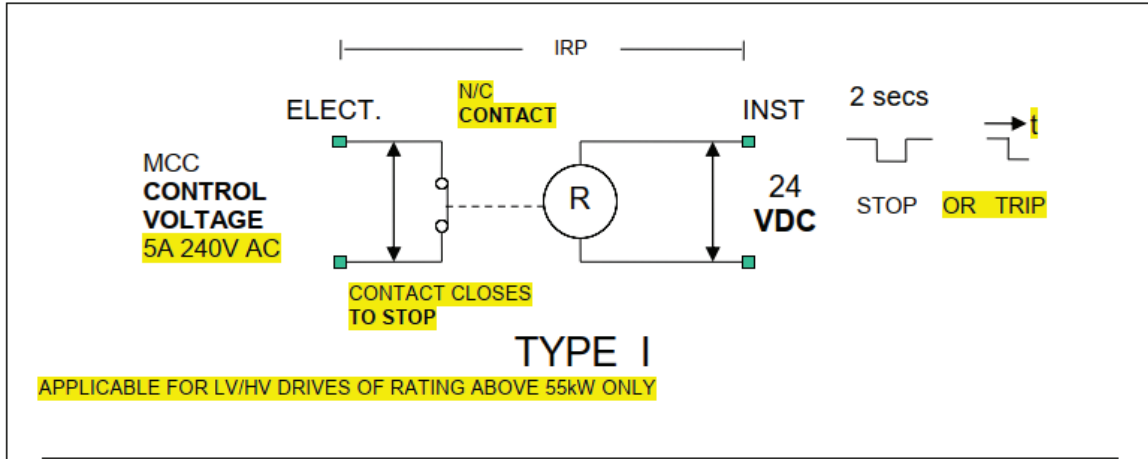 IRP
ELECT.
N/C
CONTACT
INST
2 secs
t
MCC
CONTROL
VOLTAGE
5A 240V AC
R
24
VDC
STOP OR TRIP
CONTACT CLOSES
TO STOP
TYPE I
APPLICABLE FOR LV/HV DRIVES OF RATING ABOVE 55kW ONLY